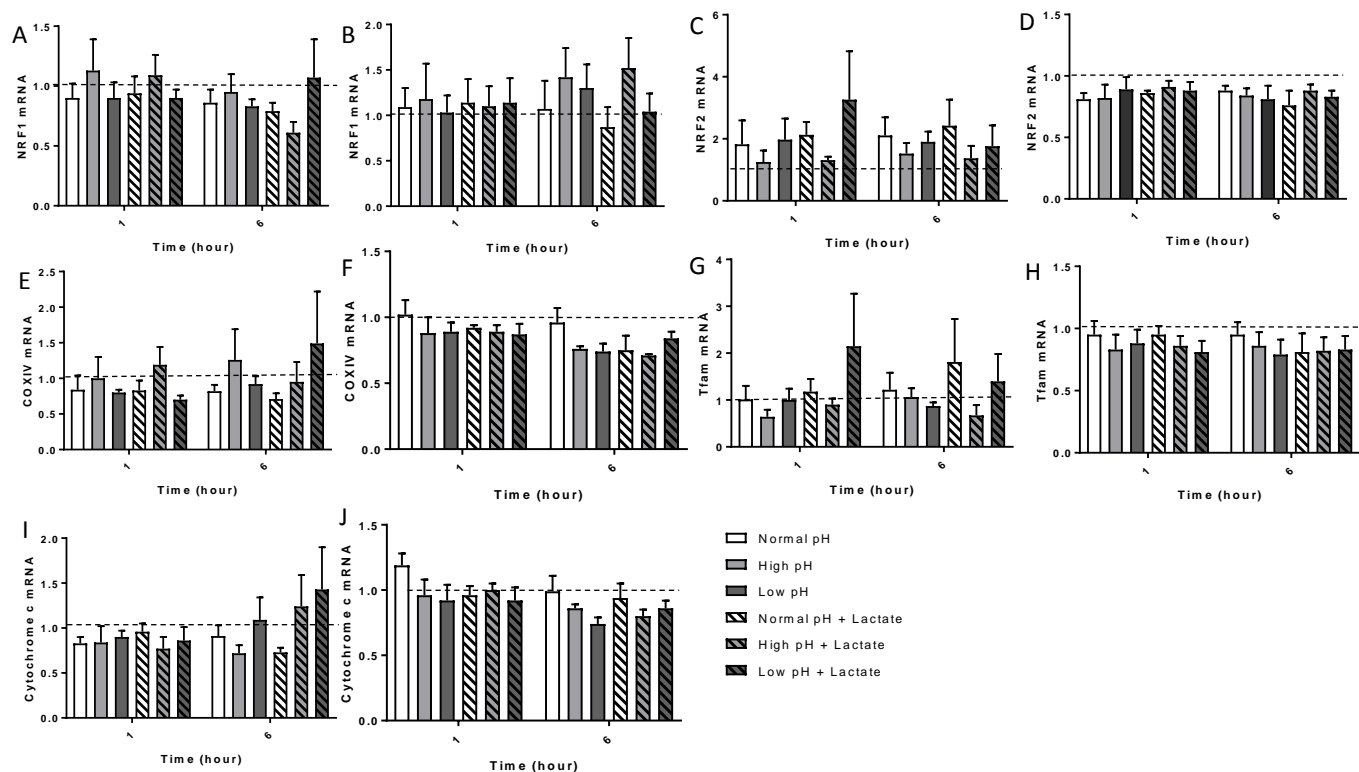 A
NRF1 mRNA
1.5
1.0
0.5
0.0
1
6
Time (hour)
B
NRF1 mRNA
2.0
1.5
1.0
0.5
0.0
1
6
Time (hour)
C
NRF2 mRNA
6
4
2
0
1
6
Time (hour)
D
NRF2 mRNA
1.5
1.0
0.5
0.0
1
6
Time (hour)
E
COXIV mRNA
2.5
2.0
1.5
1.0
0.5
0.0
1
6
Time (hour)
F
COXIV mRNA
1.5
1.0
0.5
0.0
1
6
Time (hour)
G
Tfam mRNA
4
3
2
1
0
1
6
Time (hour)
H
Tfam mRNA
1.5
1.0
0.5
0.0
1
6
Time (hour)
I
Cytochrome c mRNA
2.0
1.5
1.0
0.5
0.0
1
6
Time (hour)
J
Cytochrome c mRNA
1.5
1.0
0.5
0.0
1
6
Time (hour)
Normal pH
High pH
Low pH
Normal pH + Lactate
High pH + Lactate
Low pH + Lactate